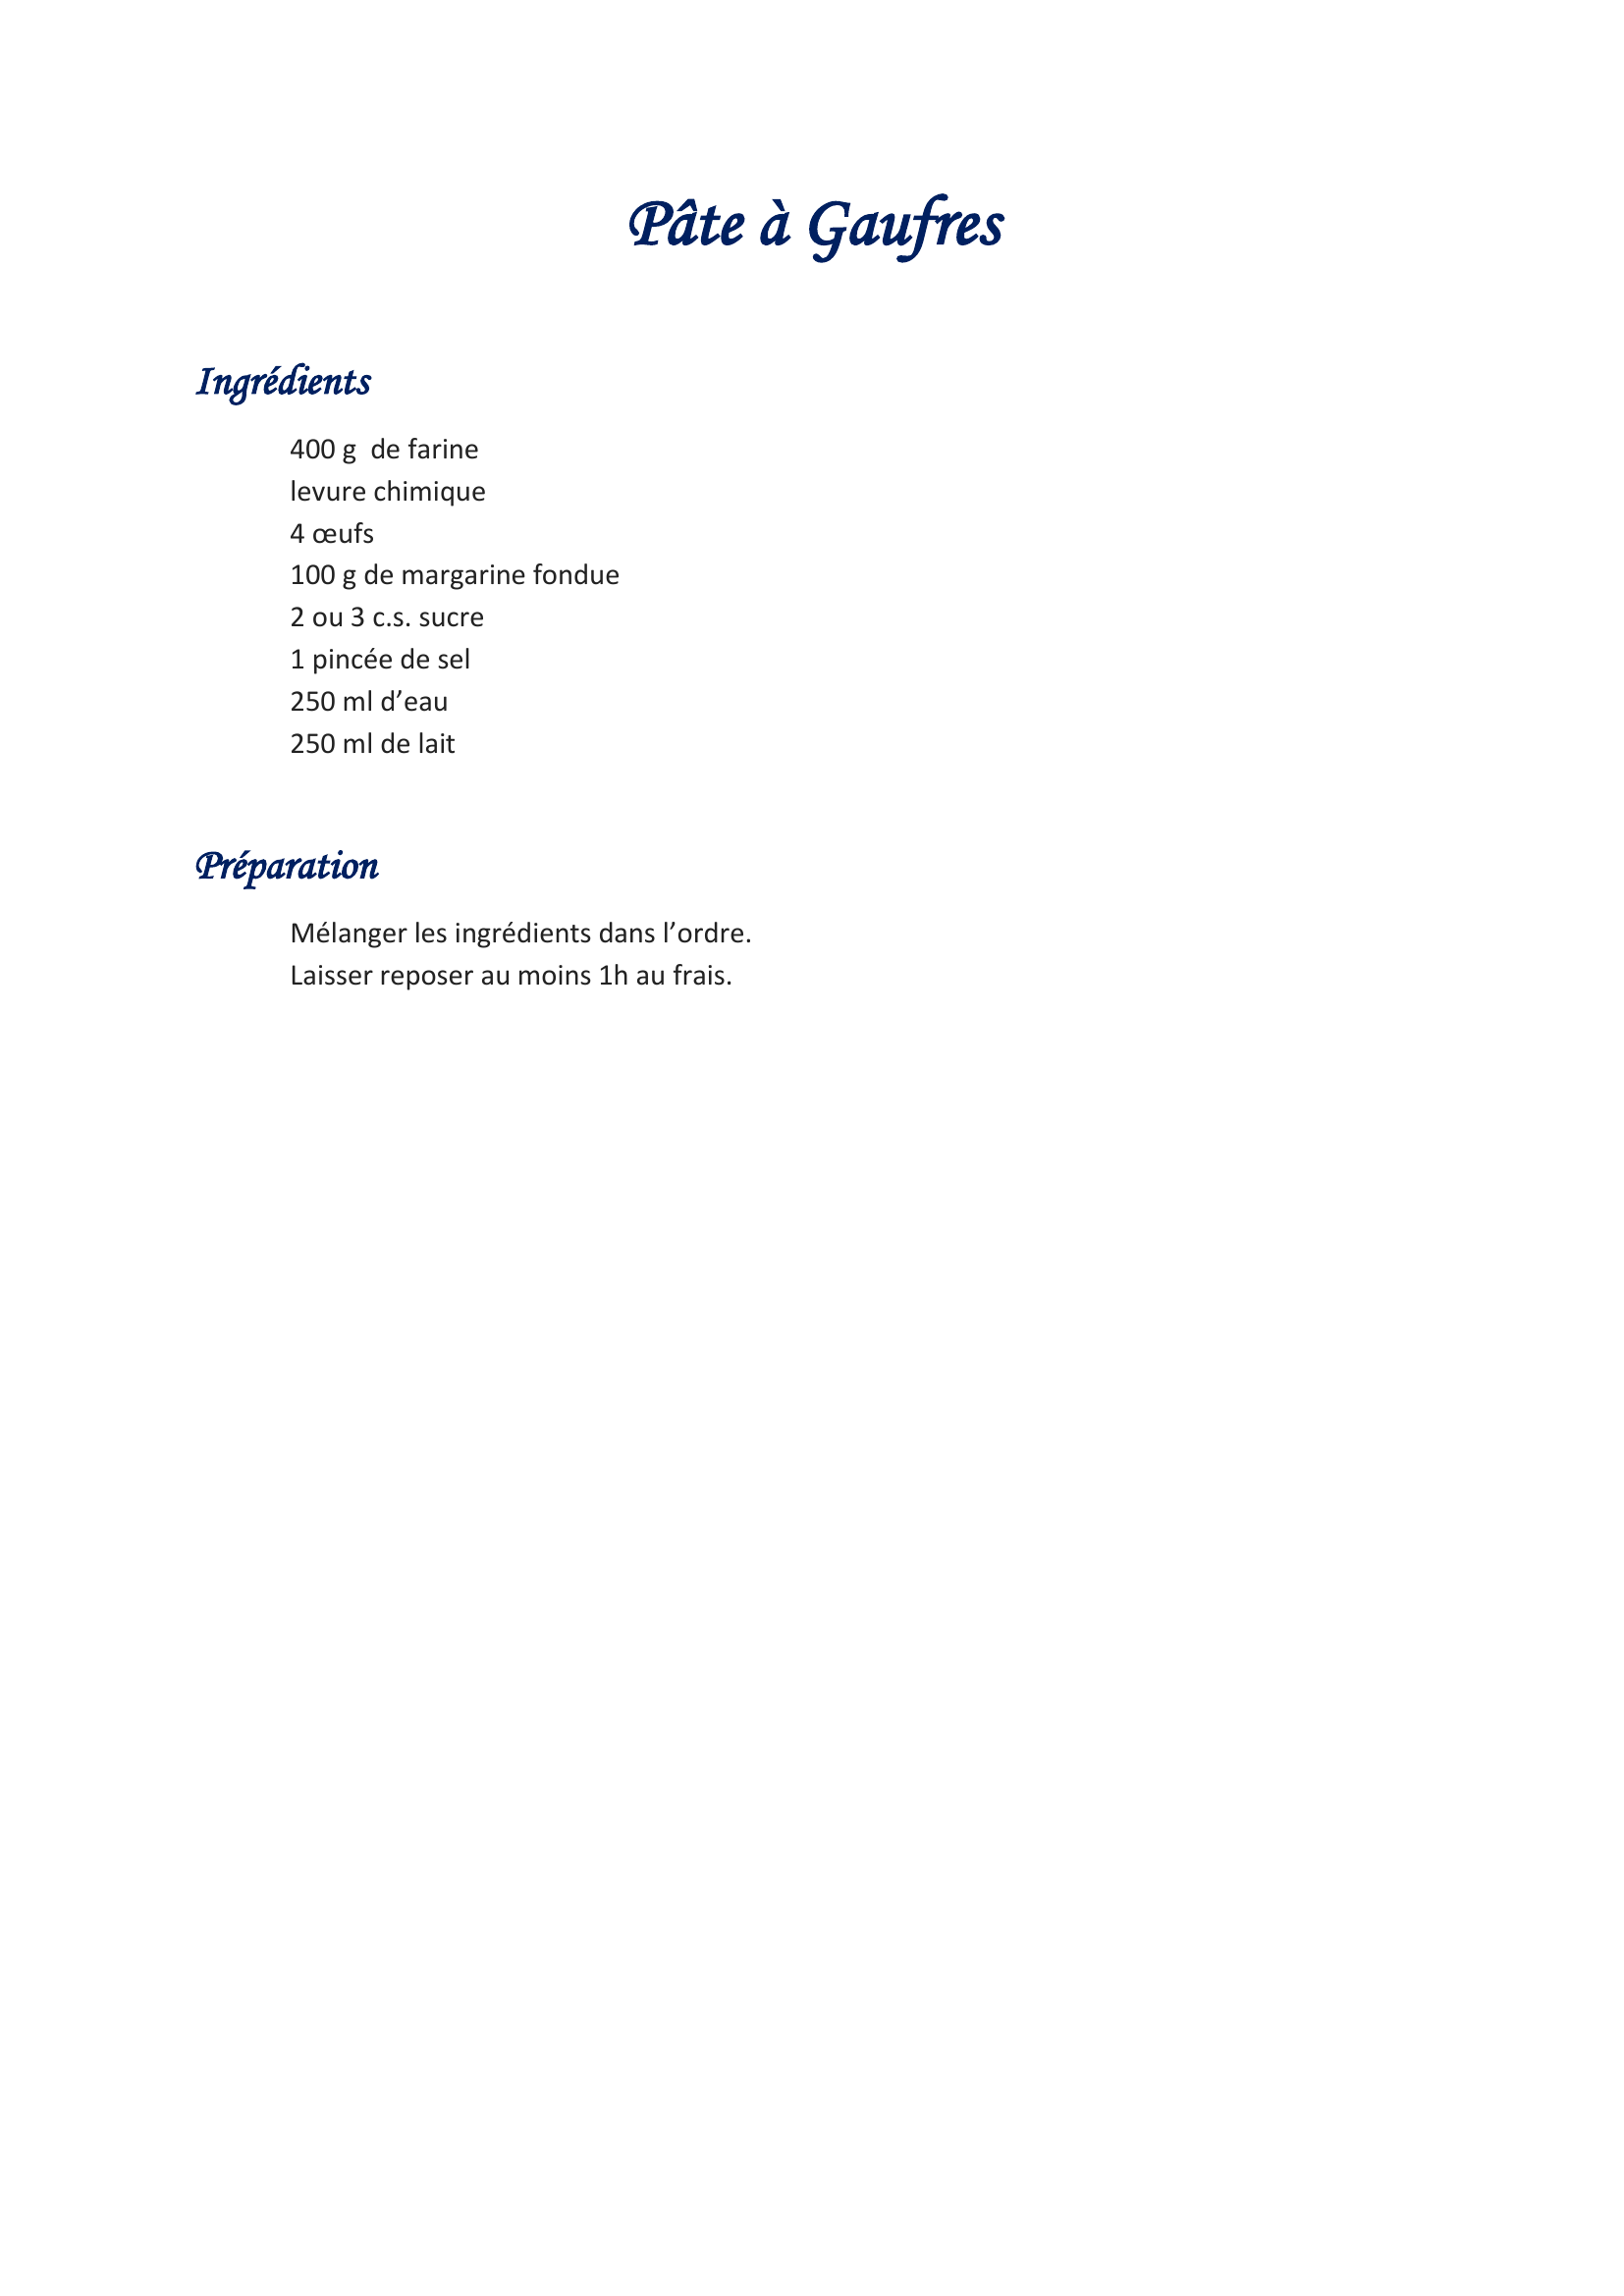 Pâte à Gaufres
Ingrédients
400 g  de farine
levure chimique
4 œufs
100 g de margarine fondue
2 ou 3 c.s. sucre
1 pincée de sel
250 ml d’eau
250 ml de lait
Préparation
Mélanger les ingrédients dans l’ordre.
Laisser reposer au moins 1h au frais.